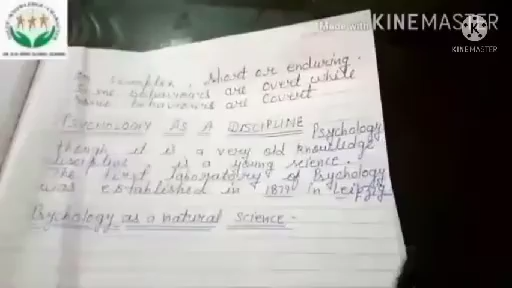 Made with KINEMASTER
KINEMASTER
or complex, short or enduring.
Some behaviours are overt while
some behaviours are covert
PSYCHOLOGY AS A DISCIPLINE Psychology
though it is a very old knowledge
discipline is a young science.
The first laboratory of Psychology
was established in 1879 in Leipzig
Psychology as a natural science -